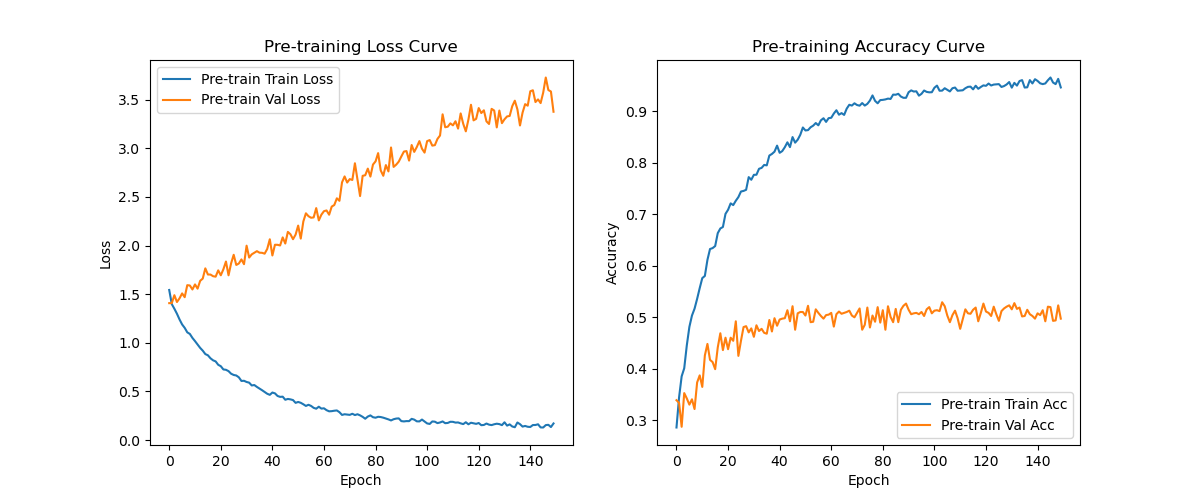 Pre-training Loss Curve
Pre-train Train Loss
Pre-train Val Loss
Loss
3.5
3.0
2.5
2.0
1.5
1.0
0.5
0.0
0 20 40 60 80 100 120 140
Epoch
Pre-training Accuracy Curve
Accuracy
0.9
0.8
0.7
0.6
0.5
0.4
0.3
Pre-train Train Acc
Pre-train Val Acc
0 20 40 60 80 100 120 140
Epoch